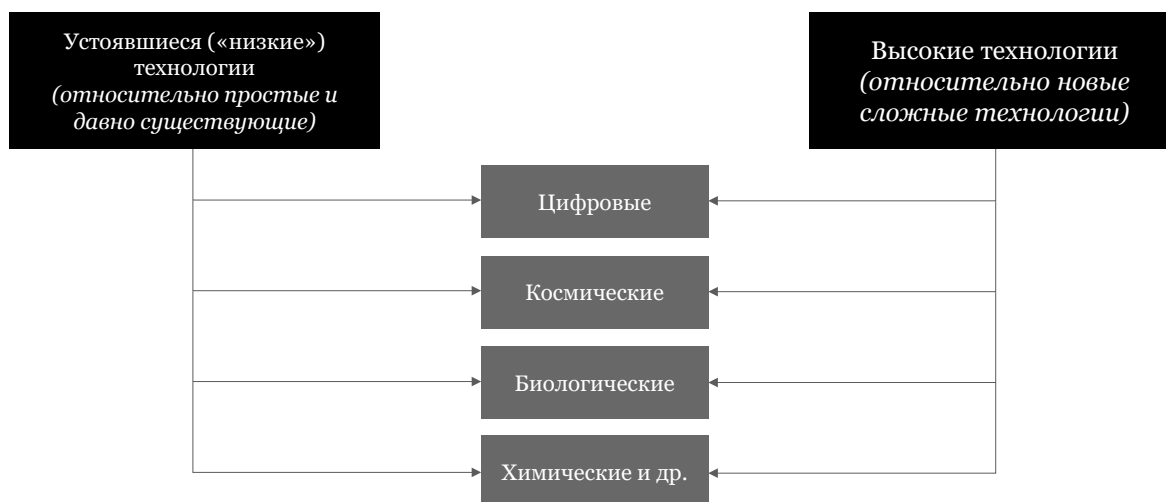 Устоявшиеся («низкие»)
технологии
(относительно простые и
давно существующие)
Высокие технологии
(относительно новые
сложные технологии)
Цифровые
Космические
Биологические
Химические и др.